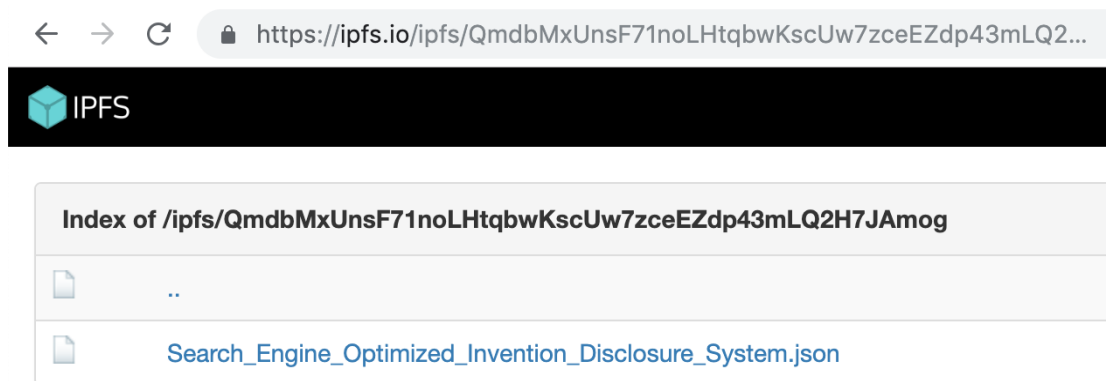 https://ipfs.io/ipfs/QmdbMxUnsF71noLHtqbwKscUw7zceEZdp43mLQ2...
IPFS
Index of /ipfs/QmdbMxUnsF71noLHtqbwKscUw7zceEZdp43mLQ2H7JAmog
..
Search_Engine_Optimized_Invention_Disclosure_System.json